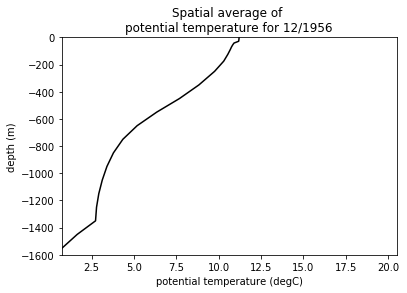 Spatial average of
potential temperature for 12/1956
0
−200
−400
−600
−800
−1000
−1200
−1400
−1600
depth (m)
2.5 5.0 7.5 10.0 12.5 15.0 17.5 20.0
potential temperature (degC)